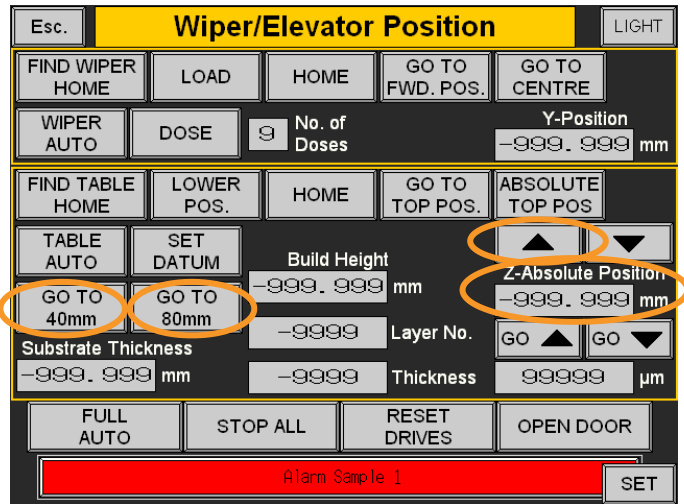 Esc.
Wiper/Elevator Position
LIGHT
FIND WIPER
HOME
LOAD
HOME
GO TO
FWD. POS.
GO TO
CENTRE
WIPER
AUTO
DOSE
9
No. of
Doses
Y-Position
-999.999 mm
FIND TABLE
HOME
LOWER
POS.
HOME
GO TO
TOP POS.
ABSOLUTE
TOP POS
TABLE
AUTO
SET
DATUM
Build Height
-999.999 mm
Z-Absolute Position
-999.999 mm
GO TO
40mm
GO TO
80mm
-9999 Layer No.
GO
GO
Substrate Thickness
-999.999 mm
-9999 Thickness
99999 µm
FULL
AUTO
STOP ALL
RESET
DRIVES
OPEN DOOR
Alarm Sample 1
SET